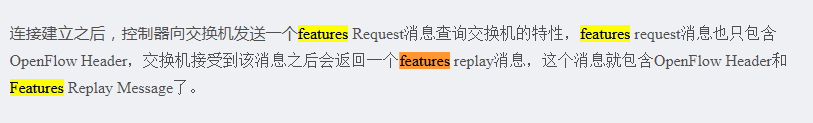 连接建立之后，控制器向交换机发送一个features Request消息查询交换机的特性，features request消息也只包含
OpenFlow Header，交换机接受到该消息之后会返回一个features replay消息，这个消息就包含OpenFlow Header和
Features Replay Message了。